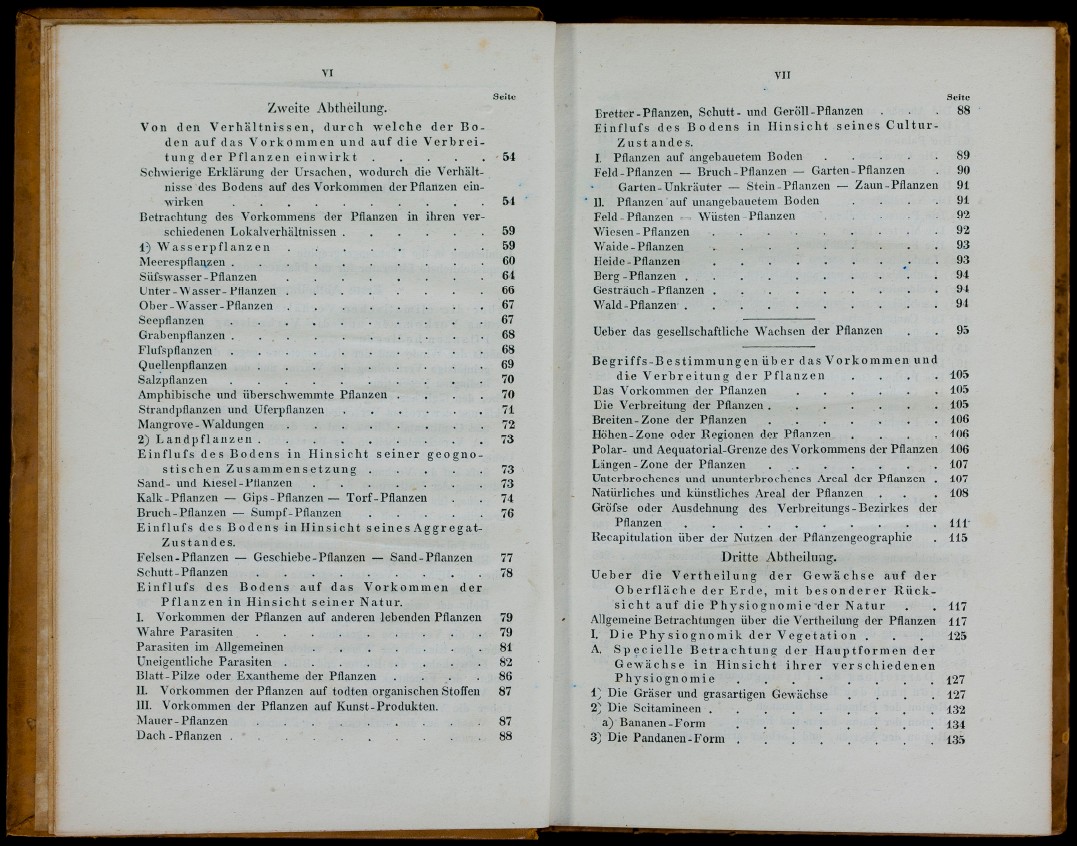 VI
Seite
Zweite Abtheilung.
Von den Verhältnissen, durch welche der Bo-
den auf das Vorkommen und auf die Verbrei-
tung der Pflanzen einwirkt . . . . . 54
Schwierige Erklärung der Ursachen, wodurch die Verhält-
nisse des Bodens auf des Vorkommen der Pflanzen ein-
wirken . . . . . . . . . . 54
Betrachtung des Vorkommens der Pflanzen in ihren ver-
schiedenen Lokalverhältnissen . . . . . . 59
1) Wasserpflanzen . . . . . . . . 59
Meerespflanzen . . . . . . . . . . 60
Süfswasser-Pflanzen . . . . . . . . 64
Unter-Wasser-Pflanzen . . . . . . . . 66
Ober-Wasser-Pflanzen . . . . . . . . 67
Seepflanzen . . . . . . . . . . 67
Grabenpflanzen . . . . . . . . . . 68
Flufspflanzen . . . . . . . . . . 68
Quellenpflanzen . . . . . . . . . 69
Salzpflanzen . . . . . . . . . . 70
Amphibische und überschwemmte Pflanzen . . . . 70
Strandpflanzen und Uferpflanzen . . . . . . 71
Mangrove-Waldungen . . . . . . . . 72
2) Landpflanzen . . . . . . . . . 73
Einflufs des Bodens in Hinsicht seiner geogno-
stischen Zusammensetzung . . . . . 73
Sand- und Kiesel-Pflanzen . . . . . . . 73
Kalk-Pflanzen — Gips-Pflanzen — Torf-Pflanzen . . 74
Bruch-Pflanzen — Sumpf-Pflanzen . . . . . 76
Einflufs des Bodens in Hinsicht seines Aggregat-
Zustandes.
Felsen-Pflanzen — Geschiebe-Pflanzen — Sand-Pflanzen 77
Schutt-Pflanzen . . . . . . . . . 78
Einflufs des Bodens auf das Vorkommen der
Pflanzen in Hinsicht seiner Natur.
I. Vorkommen der Pflanzen auf anderen lebenden Pflanzen 79
Wahre Parasiten . . . . . . . . . 79
Parasiten im Allgemeinen . . . . . . . 81
Uneigentliche Parasiten . . . . . . . . 82
Blatt-Pilze oder Exantheme der Pflanzen . . . . 86
II. Vorkommen der Pflanzen auf todten organischen Stoffen 87
III. Vorkommen der Pflanzen auf Kunst-Produkten.
Mauer-Pflanzen . . . . . . . . . 87
Dach-Pflanzen . . . . . . . . . . 88
VII
Seite
Bretter-Pflanzen, Schutt- und Geröll-Pflanzen . . . 88
Einflufs des Bodens in Hinsicht seines Cultur-
Zustandes.
I. Pflanzen auf angebauetem Boden . . . . . 89
Feld-Pflanzen — Bruch-Pflanzen — Garten-Pflanzen . 90
Garten-Unkräuter — Stein-Pflanzen — Zaun-Pflanzen 91
II. Pflanzen auf unangebauetem Boden . . . . 91
Feld-Pflanzen — Wüsten-Pflanzen . . . . . 92
Wiesen-Pflanzen . . . . . . . . . 92
Waide-Pflanzen . . . . . . . . . 93
Heide-Pflanzen . . . . . . . . . 93
Berg-Pflanzen . . . . . . . . . . 94
Gesträuch-Pflanzen . . . . . . . . . 94
Wald-Pflanzen . . . . . . . . . . 94
Ueber das gesellschaftliche Wachsen der Pflanzen . . 95
Begriffs-Bestimmungen über das Vorkommen und
die Verbreitung der Pflanzen . . . . 105
Das Vorkommen der Pflanzen . . . . . . 105
Die Verbreitung der Pflanzen . . . . . . . 105
Breiten-Zone der Pflanzen . . . . . . . 106
Höhen-Zone oder Regionen der Pflanzen . . . . 106
Polar- und Aequatorial-Grenze des Vorkommens der Pflanzen 106
Längen-Zone der Pflanzen . . . . . . . 107
Unterbrochenes und ununterbrochenes Areal der Pflanzen . 107
Natürliches und künstliches Areal der Pflanzen . . . 108
Gröfse oder Ausdehnung des Verbreitungs-Bezirkes der
Pflanzen . . . . . . . . . . 111
Recapitulation über der Nutzen der Pflanzengeographie . 115
Dritte Abtheilung.
Ueber die Vertheilung der Gewächse auf der
Oberfläche der Erde, mit besonderer Rück-
sicht auf die Physiognomie der Natur . . 117
Allgemeine Betrachtungen über die Vertheilung der Pflanzen 117
I. Die Physiognomik der Vegetation . . . . 125
A. Specielle Betrachtung der Hauptformen der
Gewächse in Hinsicht ihrer verschiedenen
Physiognomie . . . . . . . . 127
1) Die Gräser und grasartigen Gewächse . . . . 127
2) Die Scitamineen . . . . . . . . . 132
a) Bananen-Form . . . . . . . . 134
3) Die Pandanen-Form . . . . . . . . 135